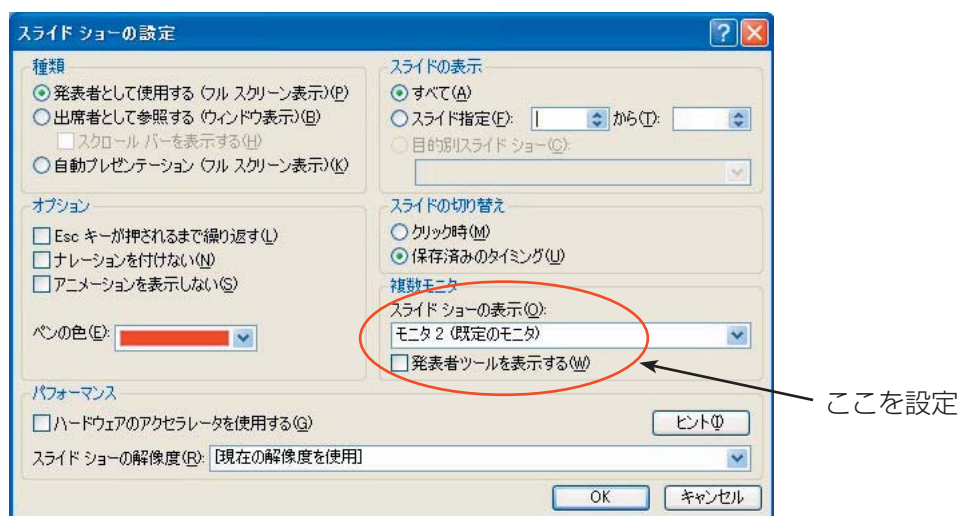 スライド ショーの設定
種類
発表者として使用する (フル スクリーン表示)(P)
出席者として参照する (ウィンドウ表示)(B)
スクロール バーを表示する(H)
自動プレゼンテーション (フル スクリーン表示)(K)
スライドの表示
すべて(A)
スライド指定(F): から(T):
目的別スライド ショー(C):
オプション
Esc キーが押されるまで繰り返す(L)
ナレーションを付けない(N)
アニメーションを表示しない(S)
ペンの色(E):
スライドの切り替え
クリック時(M)
保存済みのタイミング(U)
複数モニタ
スライド ショーの表示(O):
モニタ 2 (既定のモニタ)
発表者ツールを表示する(W)
ここを設定
パフォーマンス
ハードウェアのアクセラレータを使用する(G)
ヒント(I)
スライド ショーの解像度(R): [現在の解像度を使用]
OK キャンセル